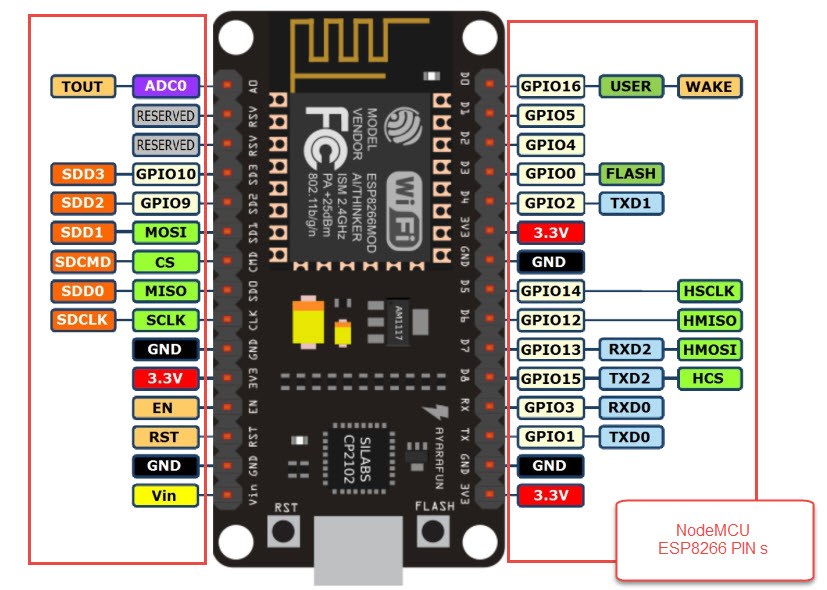 TOUT ADC0
RESERVED
RESERVED
SDD3 GPIO10
SDD2 GPIO9
SDD1 MOSI
SDCMD CS
SDD0 MISO
SDCLK SCLK
GND
3.3V
EN
RST
GND
Vin
A0
RSV
RSV
SD3
SD2
SD1
CMD
SD0
CLK
GND
3V3
EN
RST
GND
Vin
FC
MODEL ESP8266MOD
VENDOR AI/THINKER
ISM 2.4GHz
PA +25dBm
802.11b/g/n
Wi Fi
AM1117
SILABS
CP2102
AYARAFUN
RST
FLASH
D0
D1
D2
D3
D4
3V3
GND
D5
D6
D7
D8
RX
TX
GND
3V3
GPIO16 USER WAKE
GPIO5
GPIO4
GPIO0 FLASH
GPIO2 TXD1
3.3V
GND
GPIO14 HSCLK
GPIO12 HMISO
GPIO13 RXD2 HMOSI
GPIO15 TXD2 HCS
GPIO3 RXD0
GPIO1 TXD0
GND
3.3V
NodeMCU
ESP8266 PIN s